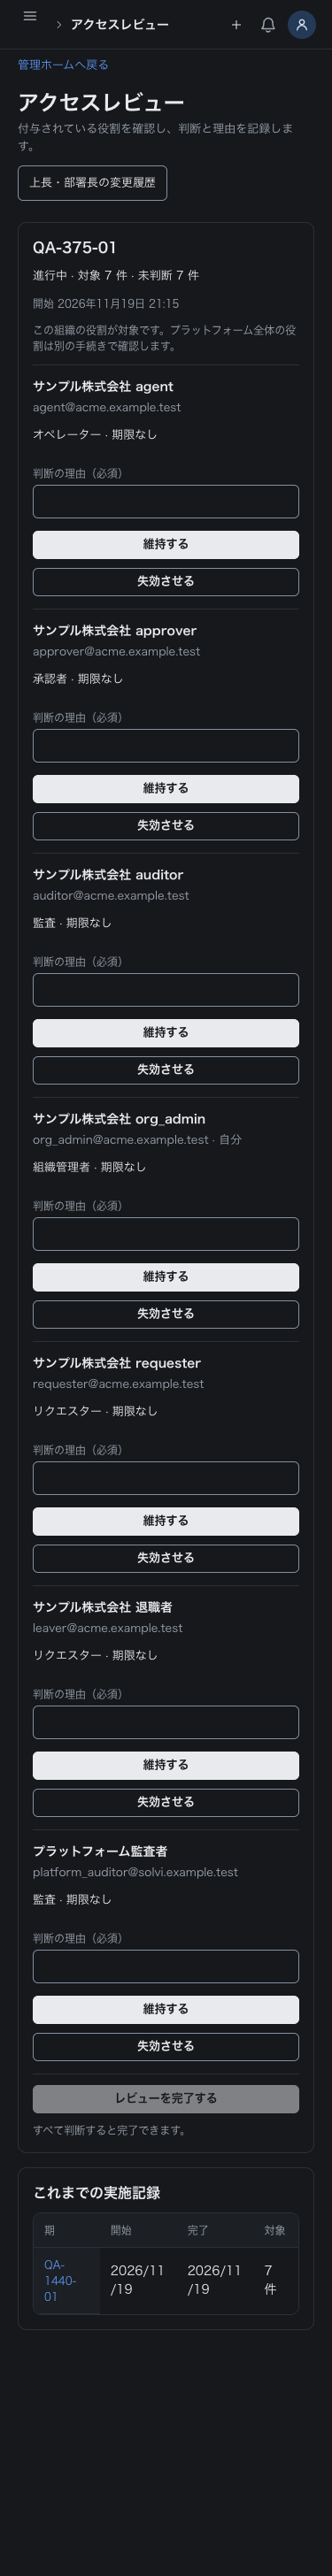 アクセスレビュー
管理ホームへ戻る
アクセスレビュー
付与されている役割を確認し、判断と理由を記録しま
す。
上長・部署長の変更履歴
QA-375-01
進行中 · 対象 7 件 · 未判断 7 件
開始 2026年11月19日 21:15
この組織の役割が対象です。プラットフォーム全体の役
割は別の手続きで確認します。
サンプル株式会社 agent
agent@acme.example.test
オペレーター · 期限なし
判断の理由（必須）
維持する
失効させる
サンプル株式会社 approver
approver@acme.example.test
承認者 · 期限なし
判断の理由（必須）
維持する
失効させる
サンプル株式会社 auditor
auditor@acme.example.test
監査 · 期限なし
判断の理由（必須）
維持する
失効させる
サンプル株式会社 org_admin
org_admin@acme.example.test · 自分
組織管理者 · 期限なし
判断の理由（必須）
維持する
失効させる
サンプル株式会社 requester
requester@acme.example.test
リクエスター · 期限なし
判断の理由（必須）
維持する
失効させる
サンプル株式会社 退職者
leaver@acme.example.test
リクエスター · 期限なし
判断の理由（必須）
維持する
失効させる
プラットフォーム監査者
platform_auditor@solvi.example.test
監査 · 期限なし
判断の理由（必須）
維持する
失効させる
レビューを完了する
すべて判断すると完了できます。
これまでの実施記録
期 開始 完了 対象
QA-
1440-
01
2026/11
/19
2026/11
/19
7
件